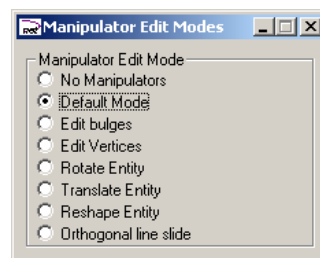 Manipulator Edit Modes
Manipulator Edit Mode
No Manipulators
Default Mode
Edit bulges
Edit Vertices
Rotate Entity
Translate Entity
Reshape Entity
Orthogonal line slide